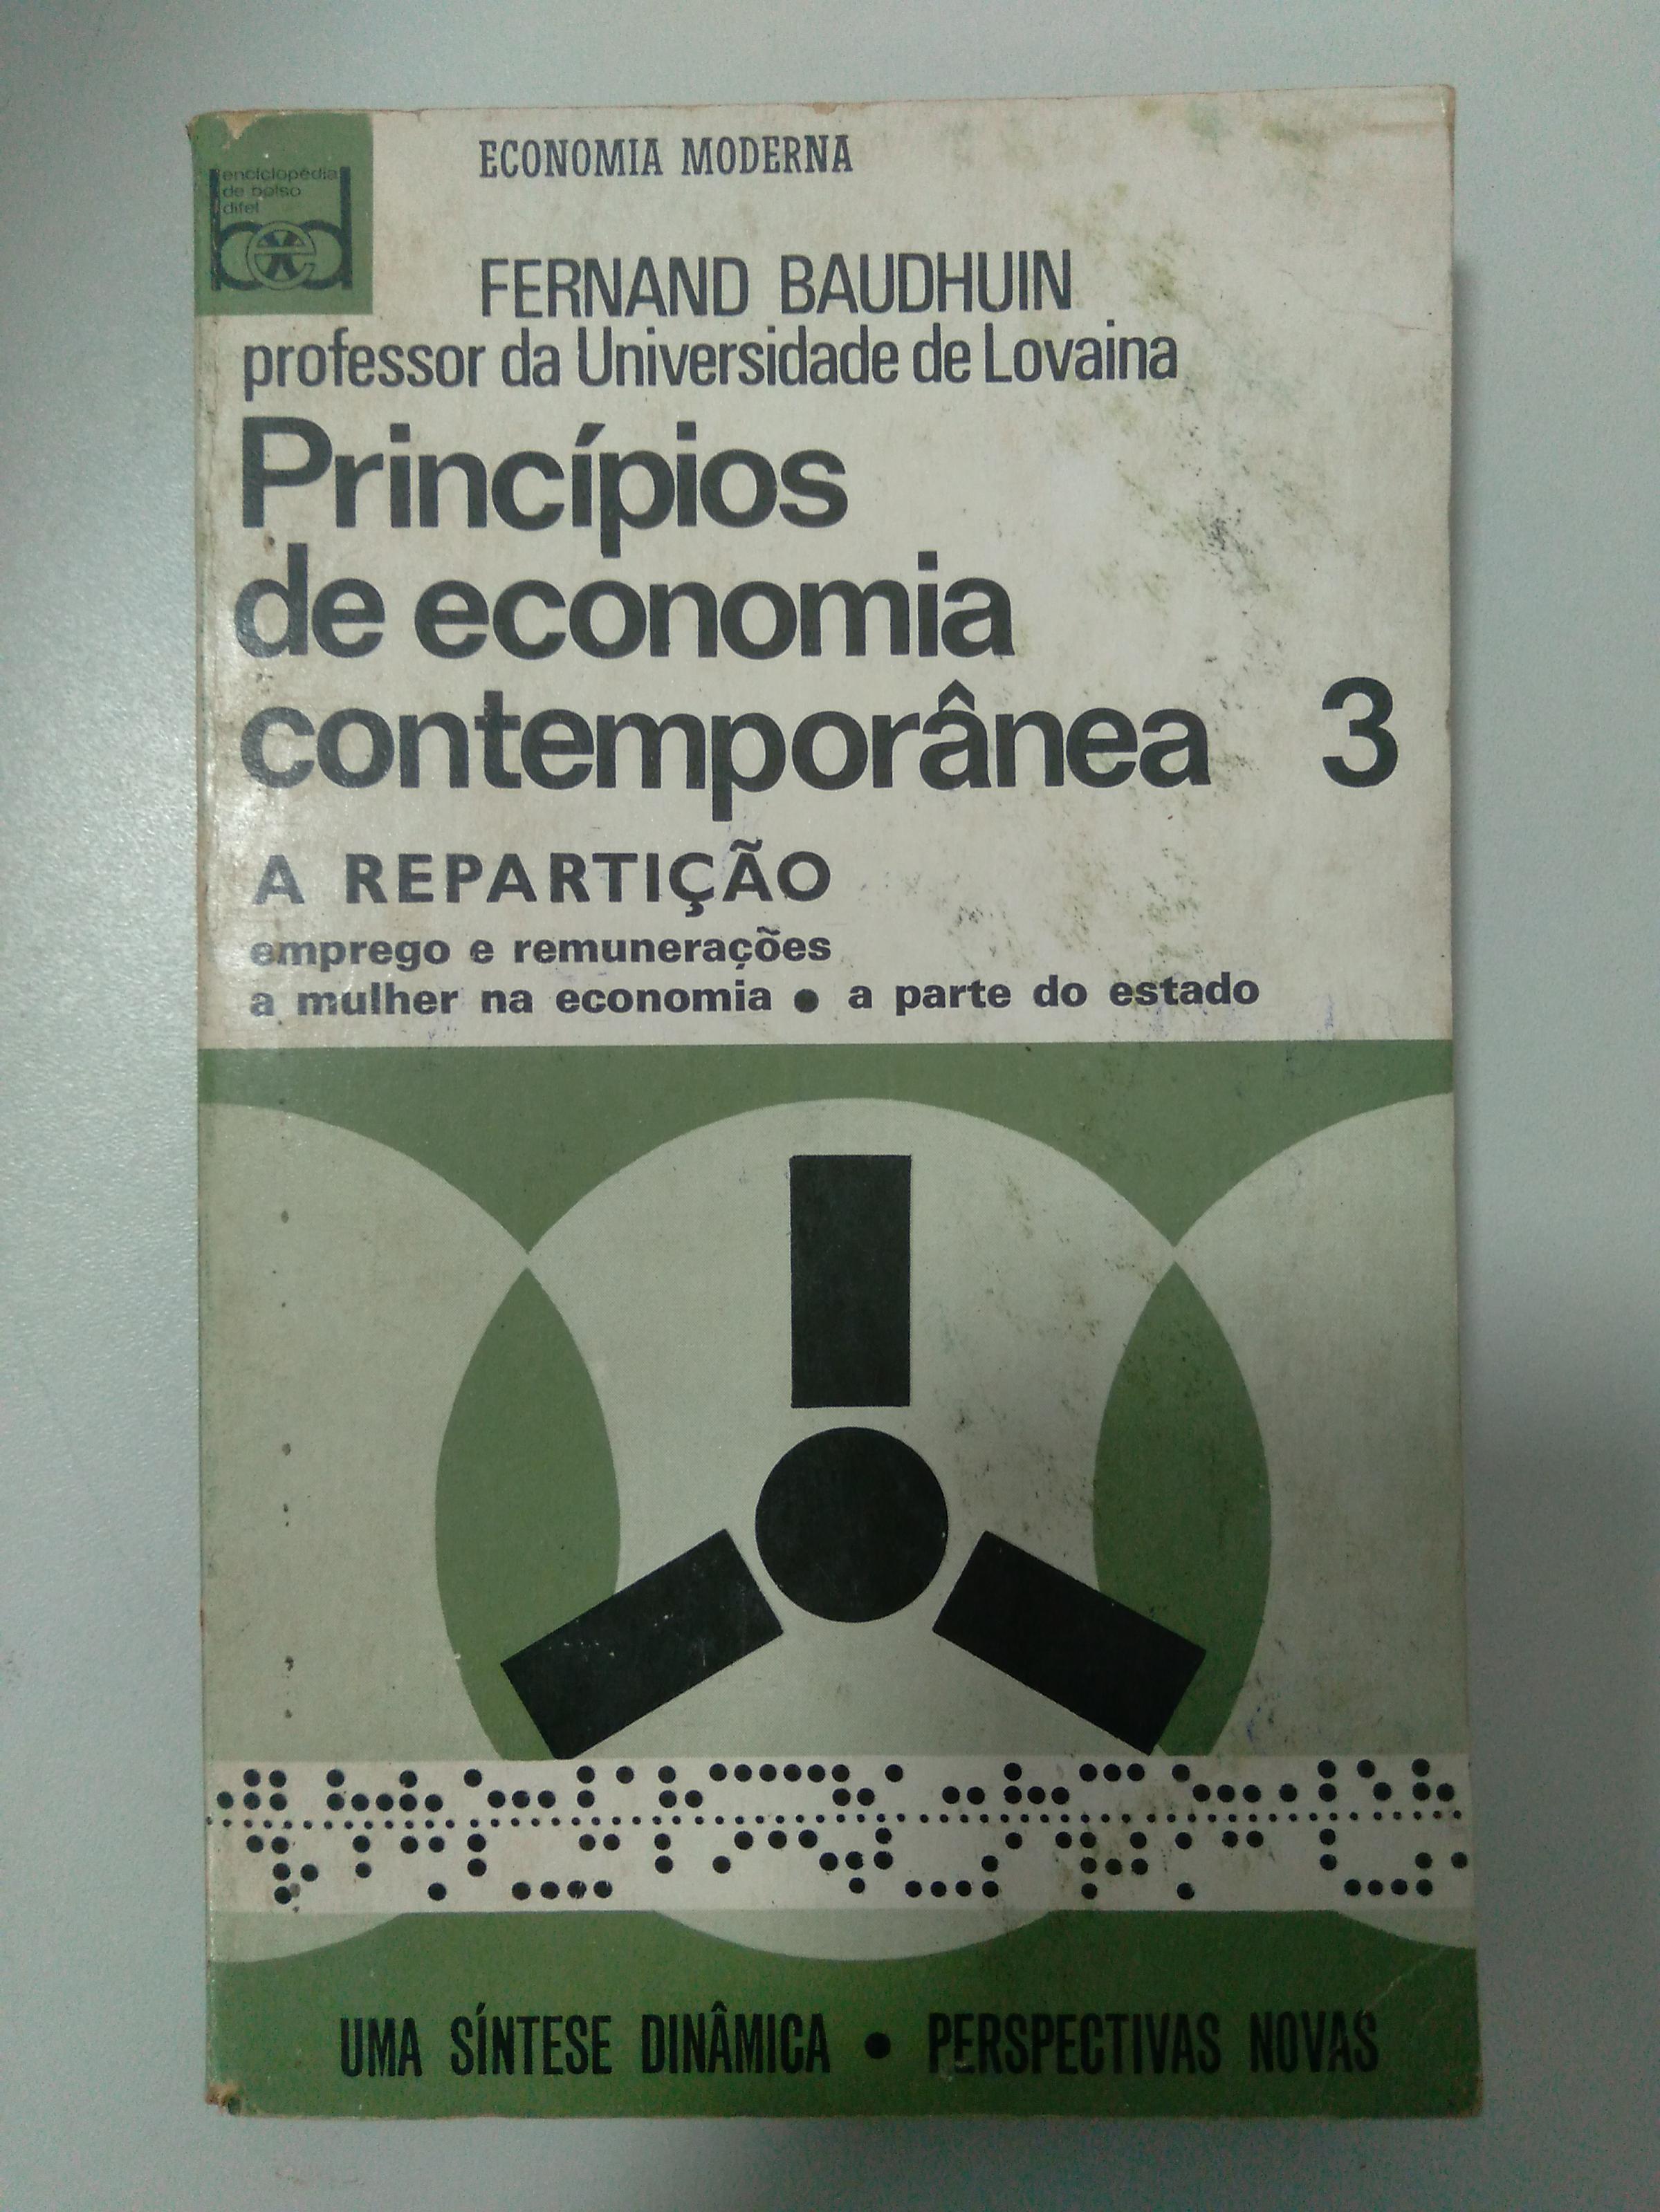 enciclopédia
de bolso
difel
bed
ECONOMIA MODERNA
FERNAND BAUDHUIN
professor da Universidade de Lovaina
Princípios
de economia
contemporânea 3
A REPARTIÇÃO
emprego e remunerações
a mulher na economia ● a parte do estado
UMA SÍNTESE DINÂMICA ● PERSPECTIVAS NOVAS